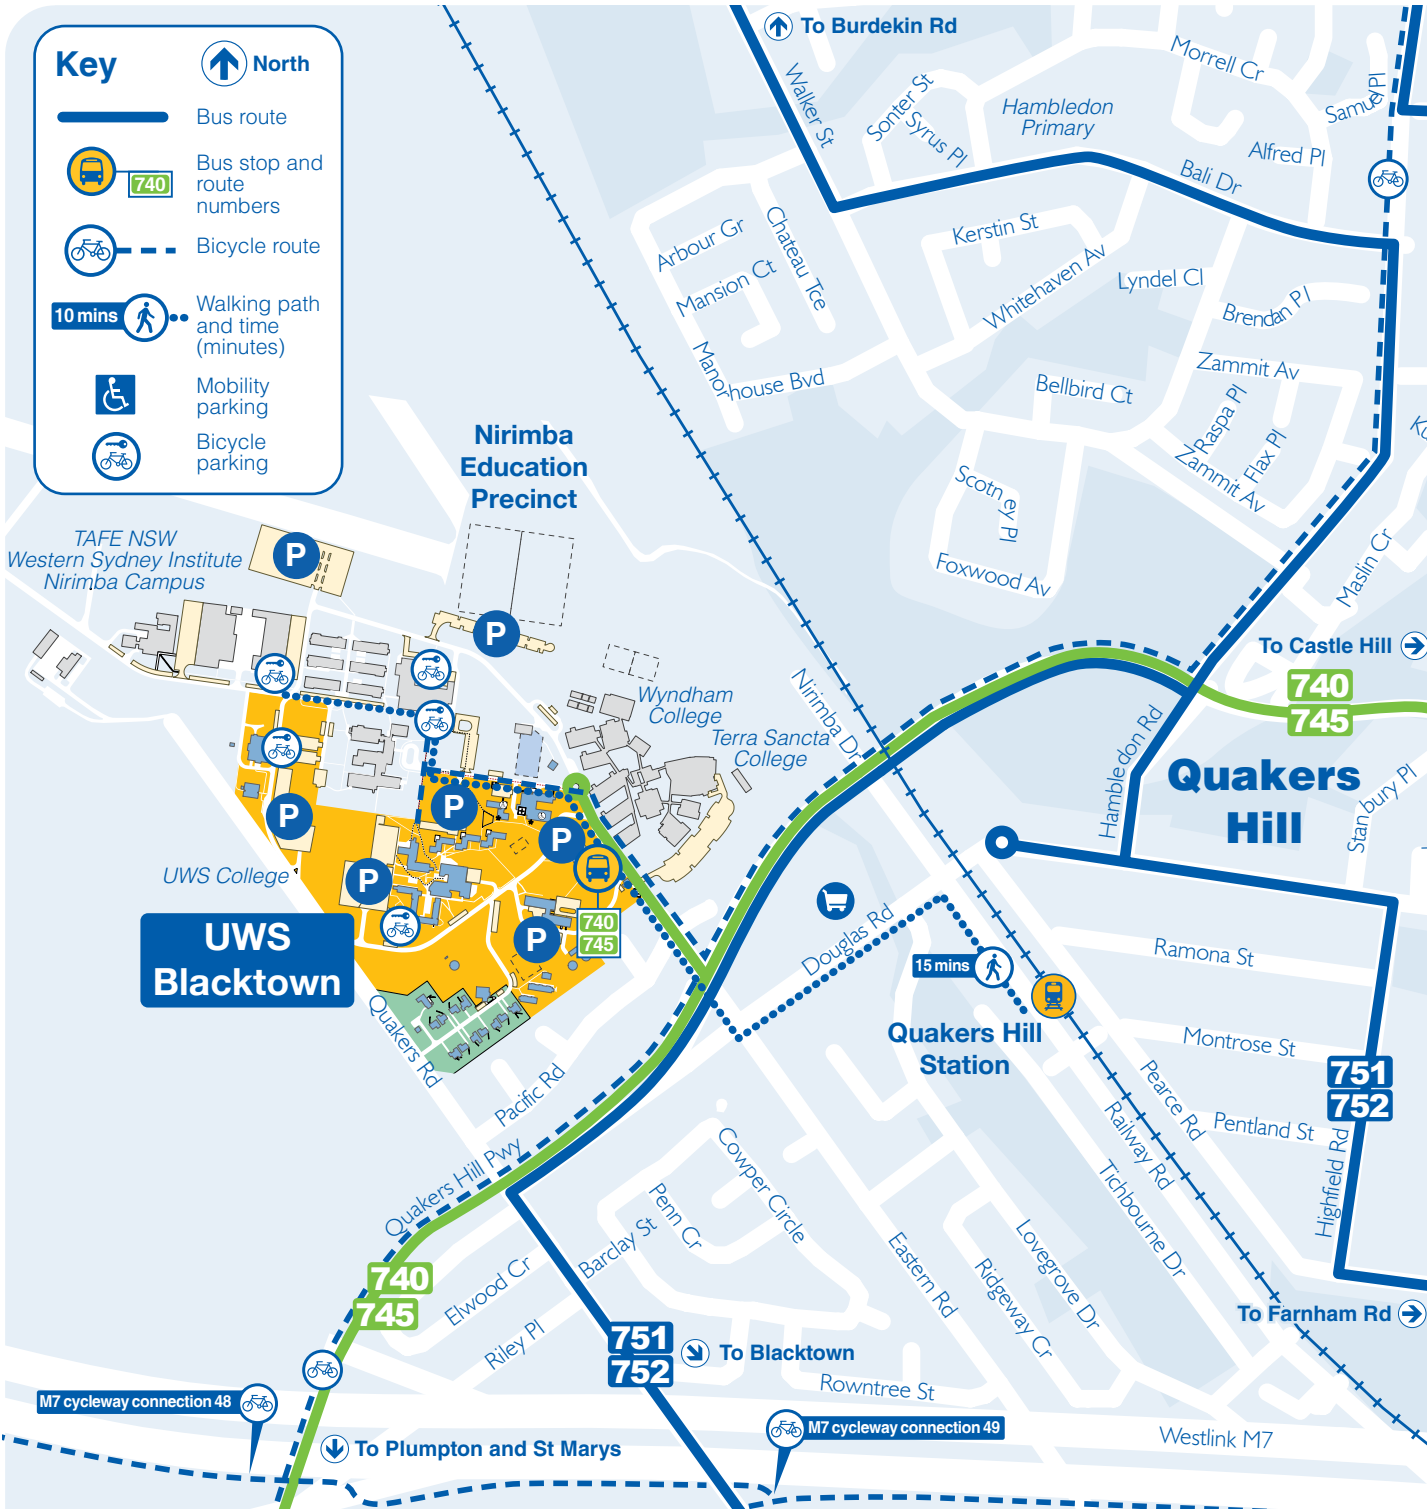 Key
North
Bus route
Bus stop and
route
numbers
740
Bicycle route
10 mins
Walking path
and time
(minutes)
Mobility
parking
Bicycle
parking
To Burdekin Rd
Walker St
Sonter St
Syrus Pl
Hambledon
Primary
Morrell Cr
Samuel Pl
Alfred Pl
Bali Dr
Arbour Gr
Mansion Ct
Chateau Tce
Manor
house Bvd
Kerstin St
Whitehaven Av
Lyndel Cl
Brendan Pl
Zammit Av
Bellbird Ct
Raspa Pl
Flax Pl
Zammit Av
Scotney Pl
Foxwood Av
Maslin Cr
Nirimba
Education
Precinct
TAFE NSW
Western Sydney Institute
Nirimba Campus
P
P
Wyndham
College
Terra Sancta
College
Nirimba Dr
To Castle Hill
740
745
Hambledon Rd
Quakers
Hill
Stanbury Pl
P
P
P
P
P
UWS College
UWS
Blacktown
740
745
Douglas Rd
15 mins
Quakers Hill
Station
Ramona St
Montrose St
751
752
Pentland St
Highfield Rd
Pearce Rd
Railway Rd
Tichbourne Dr
Quakers Rd
Pacific Rd
Quakers Hill Pwy
Cowper Circle
Penn Cr
Barclay St
Elwood Cr
Riley Pl
Eastern Rd
Lovegrove Dr
Ridgeway Cr
740
745
751
752
To Blacktown
To Farnham Rd
Rowntree St
M7 cycleway connection 48
M7 cycleway connection 49
Westlink M7
To Plumpton and St Marys